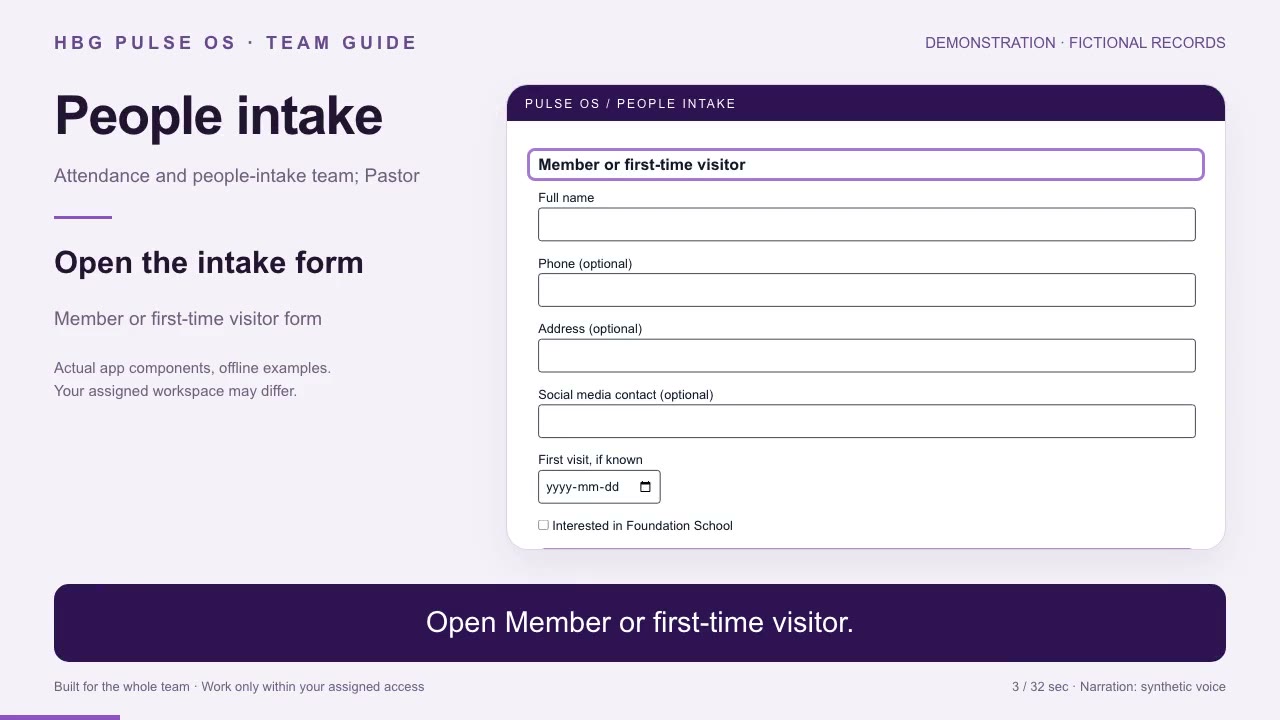 HBG PULSE OS · TEAM GUIDE
DEMONSTRATION · FICTIONAL RECORDS
People intake
Attendance and people-intake team; Pastor
Open the intake form
Member or first-time visitor form
Actual app components, offline examples.
Your assigned workspace may differ.
PULSE OS / PEOPLE INTAKE
Member or first-time visitor
Full name
Phone (optional)
Address (optional)
Social media contact (optional)
First visit, if known
yyyy-mm-dd
Interested in Foundation School
Open Member or first-time visitor.
Built for the whole team · Work only within your assigned access
3 / 32 sec · Narration: synthetic voice